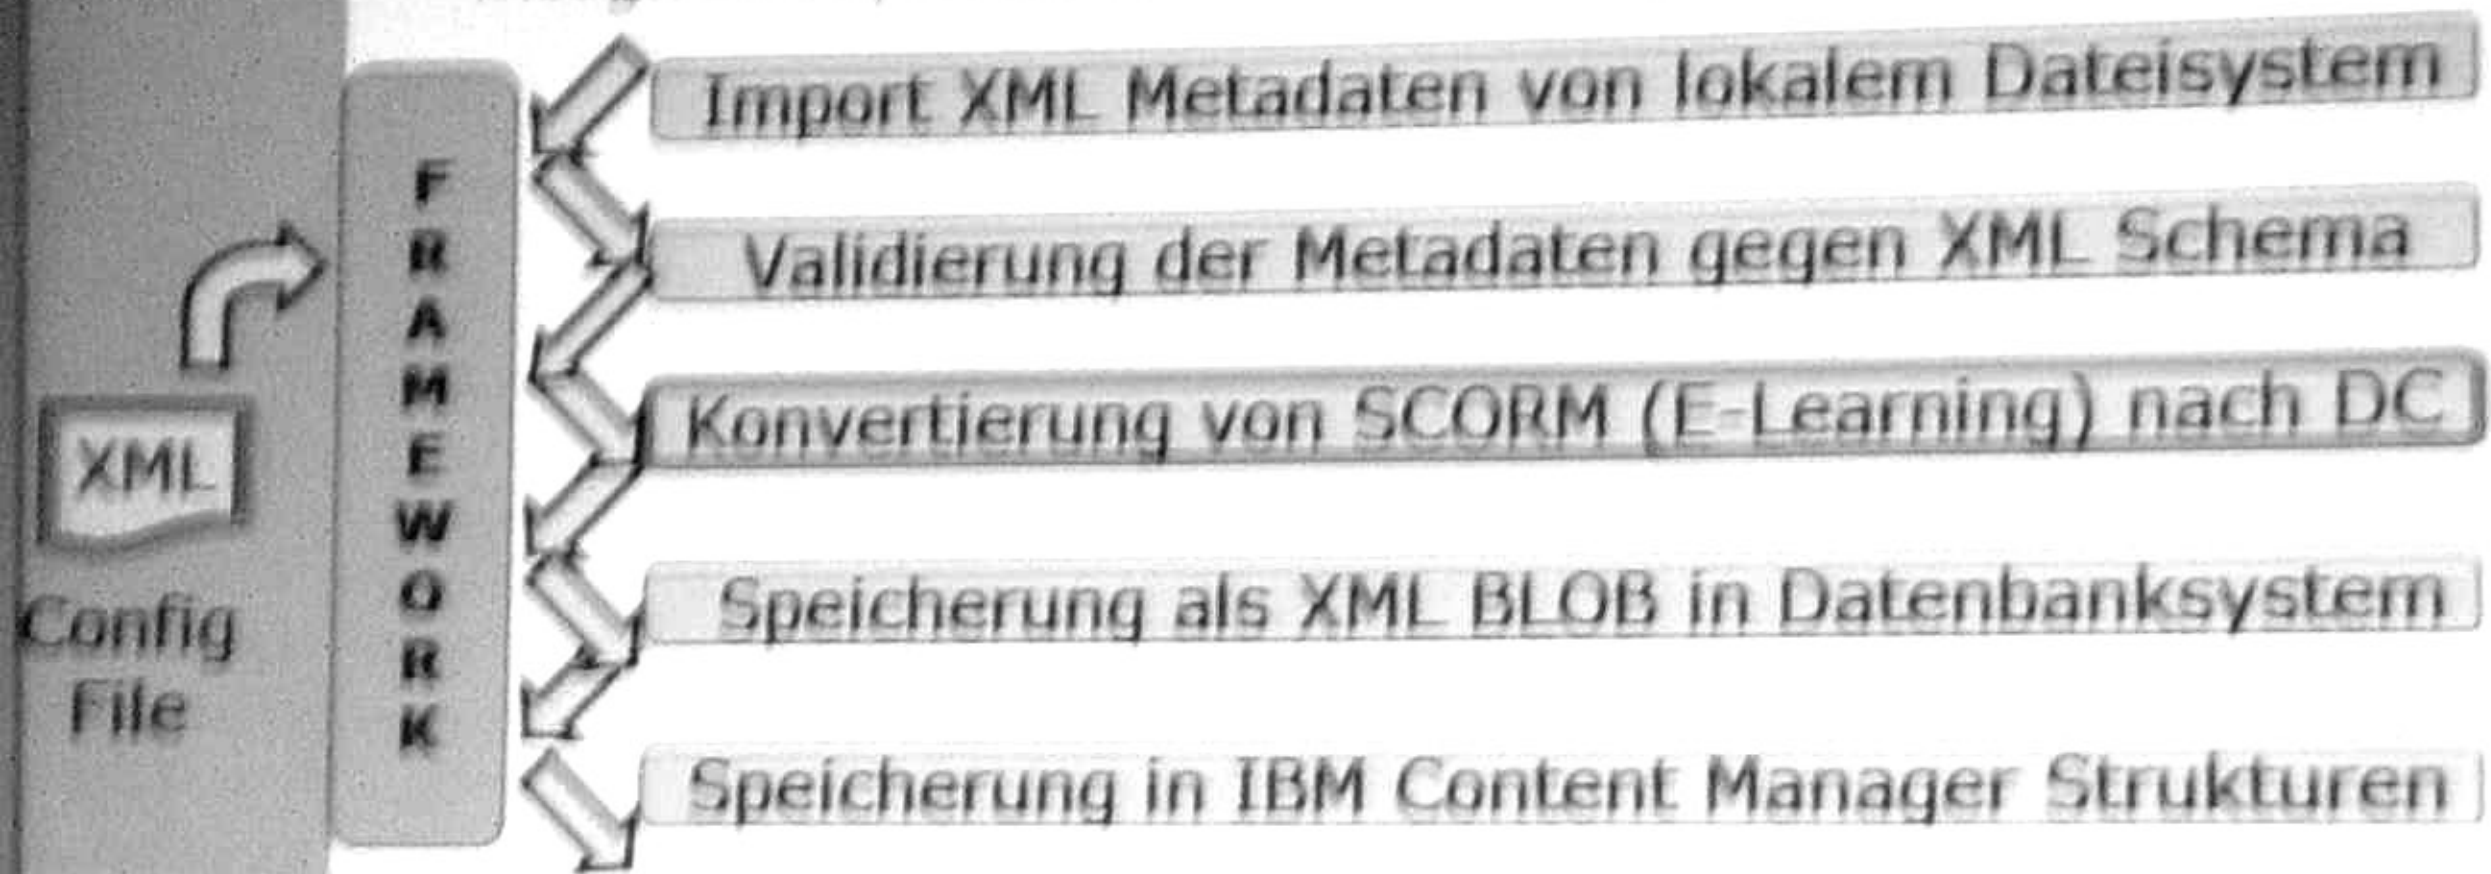 Import XML Metadaten von lokalem Dateisystem
Validierung der Metadaten gegen XML Schema
Konvertierung von SCORM (E-Learning) nach DC
Speicherung als XML BLOB in Datenbanksystem
Speicherung in IBM Content Manager Strukturen
FRAMEWORK
XML
Config
File